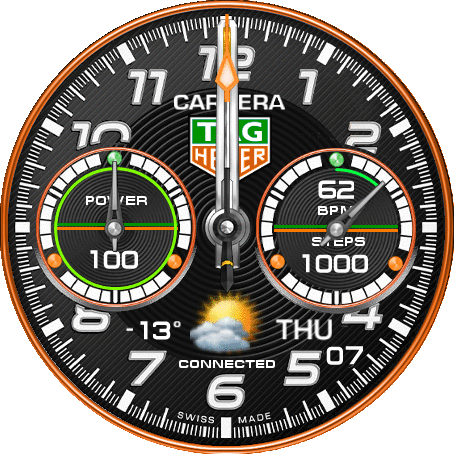 12
11
1
CARRERA
10
TAG
2
HEUER
POWER
62
BPM
STEPS
100
1000
8
4
-13°
THU
7
CONNECTED
5
07
6
SWISS MADE